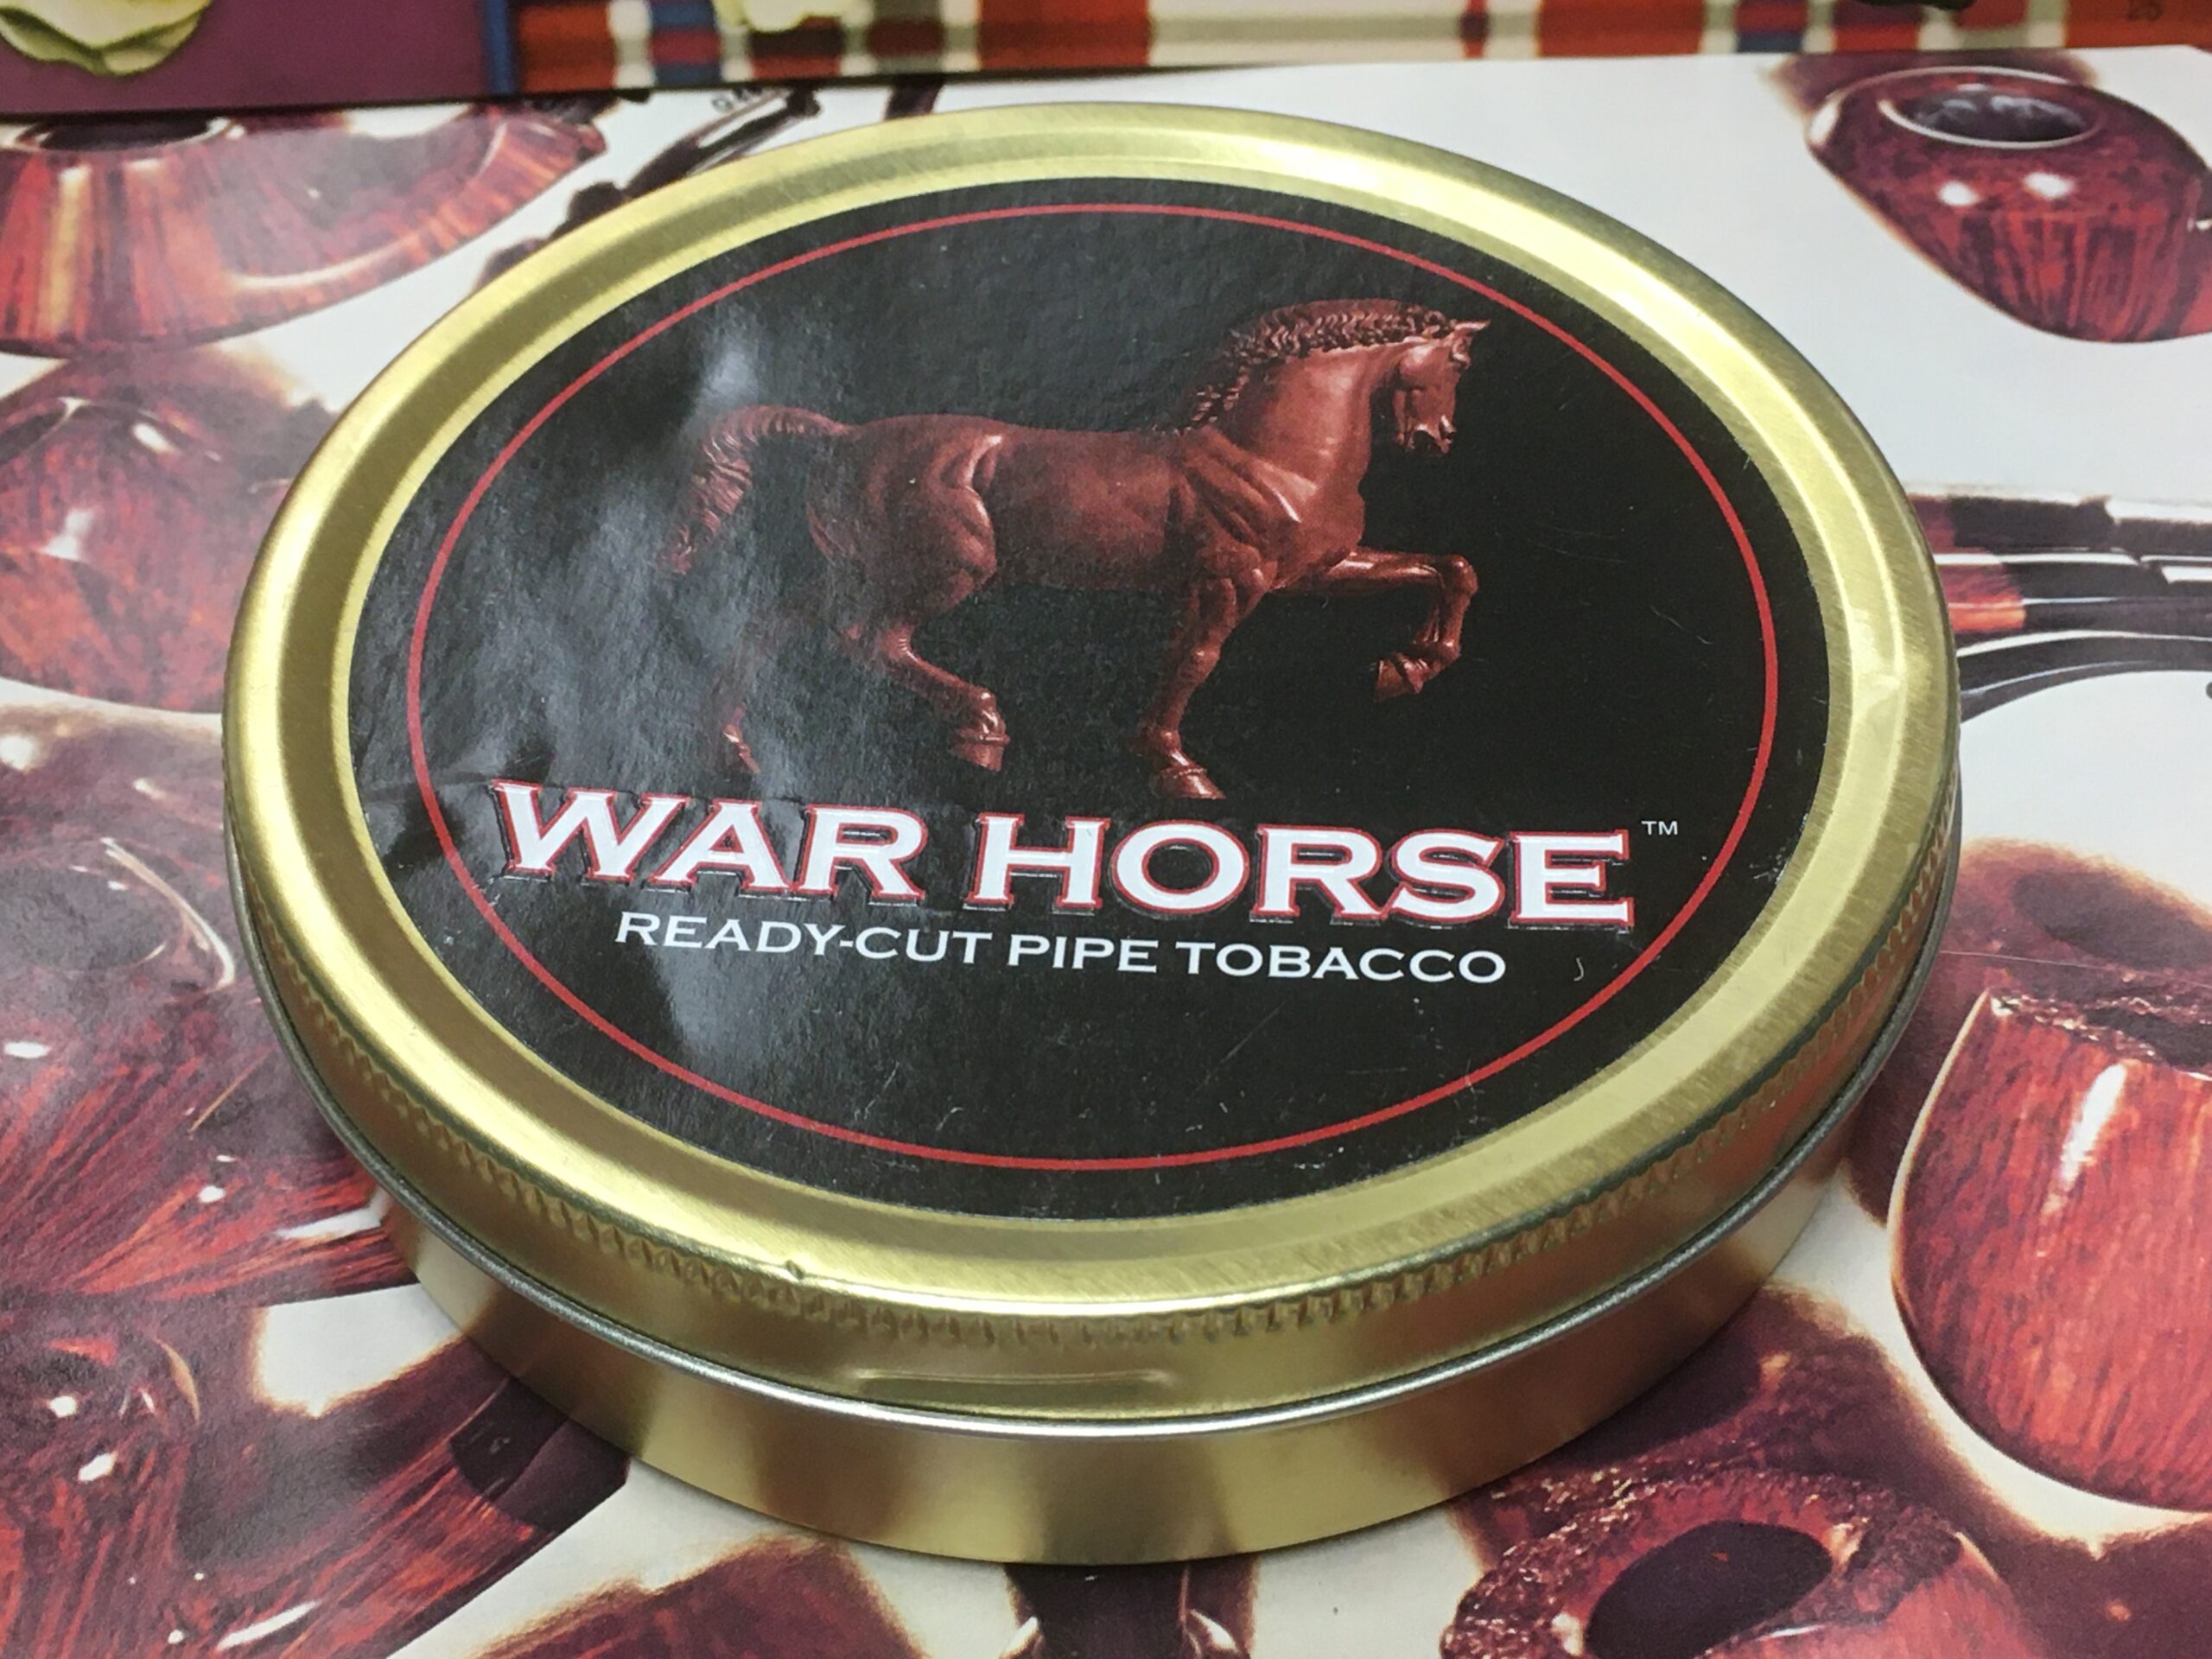 WAR HORSE™
READY-CUT PIPE TOBACCO